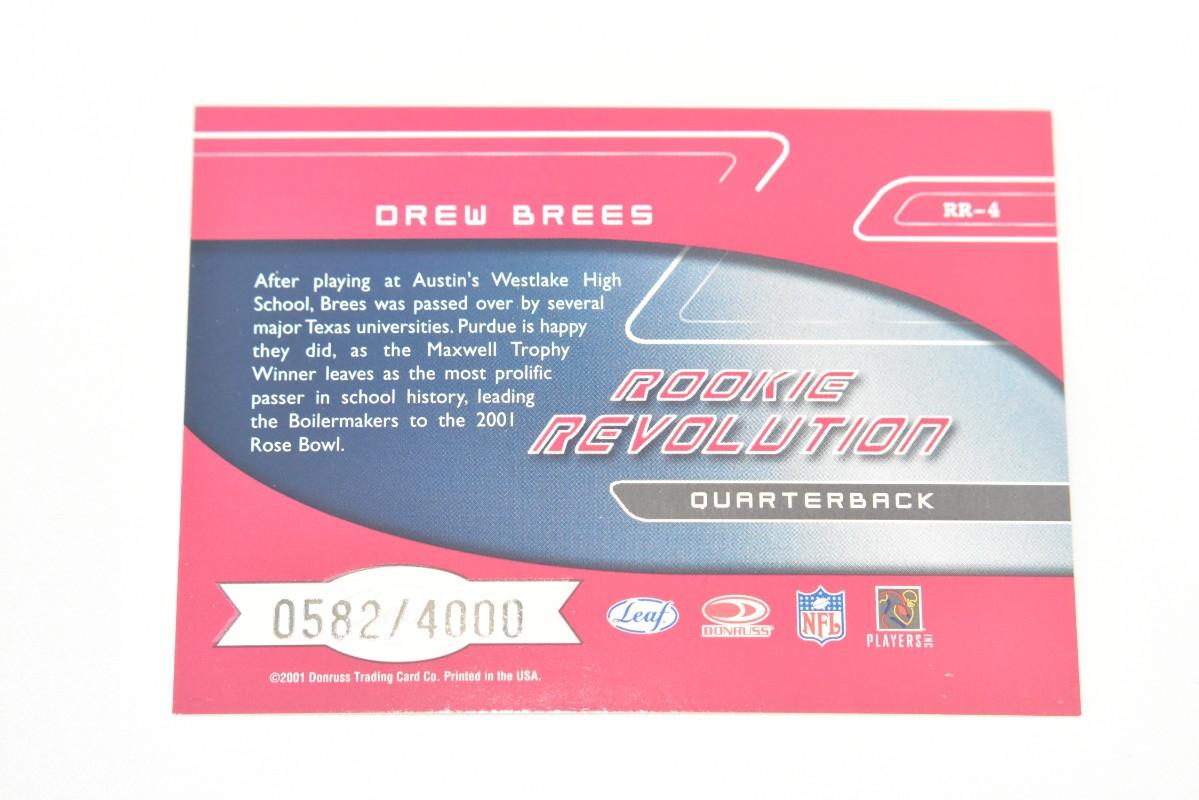 DREW BREES
RR-4
After playing at Austin's Westlake High
School, Brees was passed over by several
major Texas universities. Purdue is happy
they did, as the Maxwell Trophy
Winner leaves as the most prolific
passer in school history, leading
the Boilermakers to the 2001
Rose Bowl.
ROOKIE
REVOLUTION
QUARTERBACK
0582/4000
Leaf
DONRUSS
NFL
PLAYERS INC
©2001 Donruss Trading Card Co. Printed in the USA.